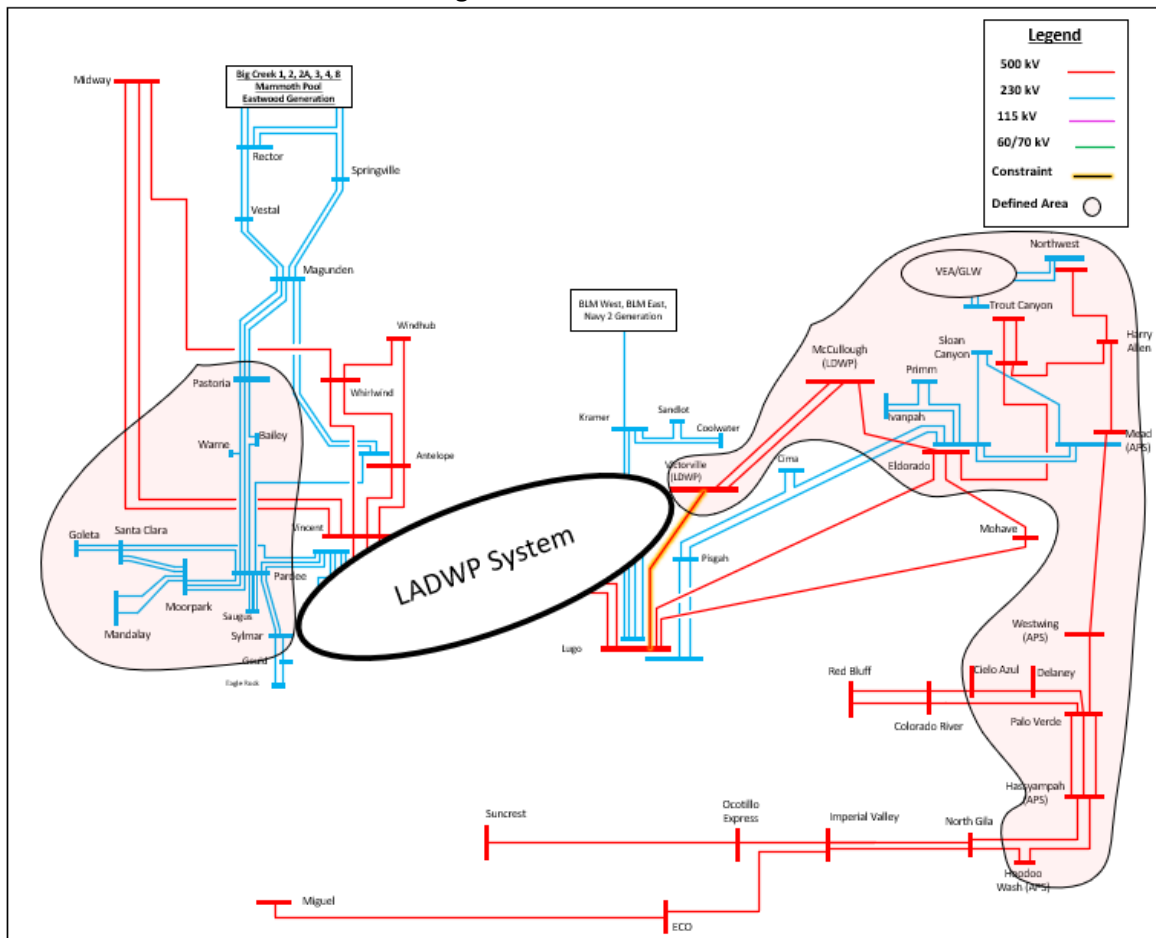 Legend
500 kV
230 kV
115 kV
60/70 kV
Constraint
Defined Area
Big Creek 1, 2, 2A, 3, 4, 8
Mammoth Pool
Eastwood Generation
Midway
Rector
Springville
Vestal
Magunden
Windhub
Whirlwind
Pastoria
Bailey
Warne
Antelope
Vincent
Goleta
Santa Clara
Pardee
Moorpark
Saugus
Mandalay
Sylmar
Gould
Eagle Rock
LADWP System
BLM West, BLM East,
Navy 2 Generation
Kramer
Sandlot
Coolwater
Victorville
(LDWP)
Cima
Pisgah
Lugo
McCullough
(LDWP)
VEA/GLW
Northwest
Trout Canyon
Sloan
Canyon
Harry
Allen
Primm
Ivanpah
Mead
(APS)
Eldorado
Mohave
Westwing
(APS)
Red Bluff
Cielo Azul
Delaney
Colorado River
Palo Verde
Hassyampah
(APS)
Suncrest
Ocotillo
Express
Imperial Valley
North Gila
Hoodoo
Wash (APS)
Miguel
ECO